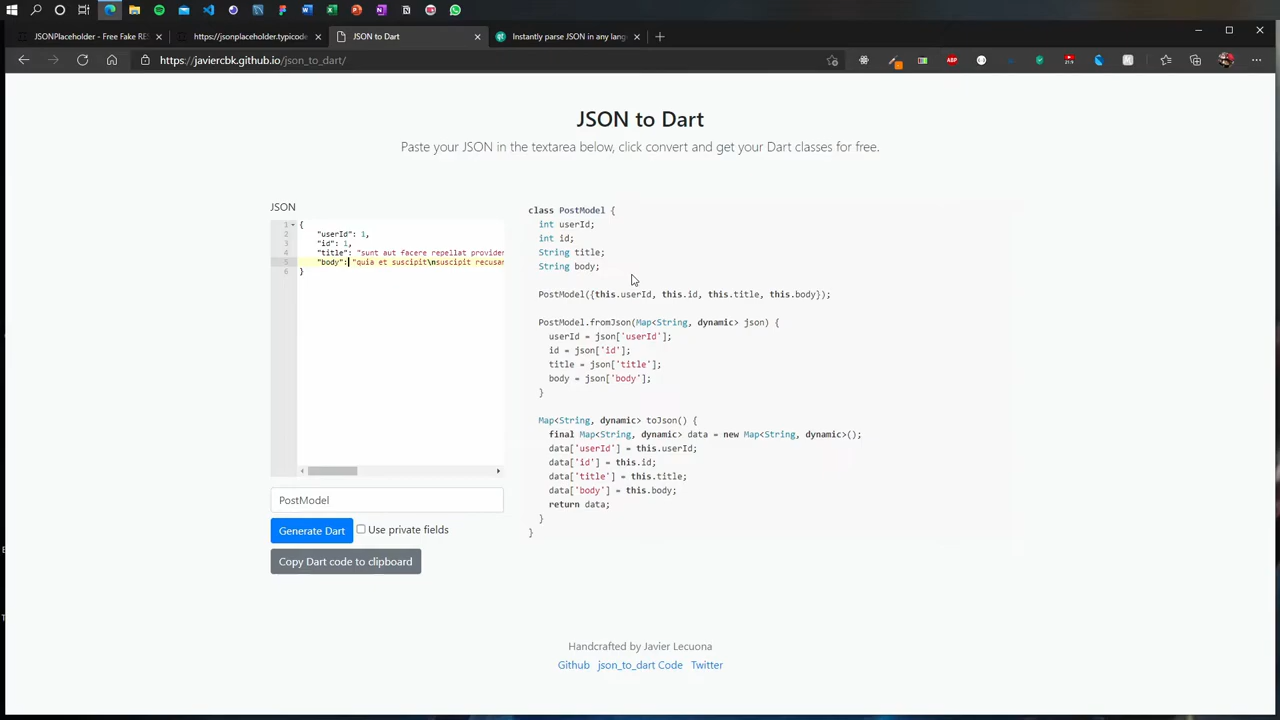 JSONPlaceholder - Free Fake RES
https://jsonplaceholder.typicode
JSON to Dart
Instantly parse JSON in any lang
https://javiercbk.github.io/json_to_dart/
JSON to Dart
Paste your JSON in the textarea below, click convert and get your Dart classes for free.
JSON
1 {
2 "userId": 1,
3 "id": 1,
4 "title": "sunt aut facere repellat provider
5 "body": "quia et suscipit\nsuscipit recusan
6 }
PostModel
Generate Dart
Use private fields
Copy Dart code to clipboard
class PostModel {
int userId;
int id;
String title;
String body;
PostModel({this.userId, this.id, this.title, this.body});
PostModel.fromJson(Map<String, dynamic> json) {
userId = json['userId'];
id = json['id'];
title = json['title'];
body = json['body'];
}
Map<String, dynamic> toJson() {
final Map<String, dynamic> data = new Map<String, dynamic>();
data['userId'] = this.userId;
data['id'] = this.id;
data['title'] = this.title;
data['body'] = this.body;
return data;
}
}
Handcrafted by Javier Lecuona
Github json_to_dart Code Twitter